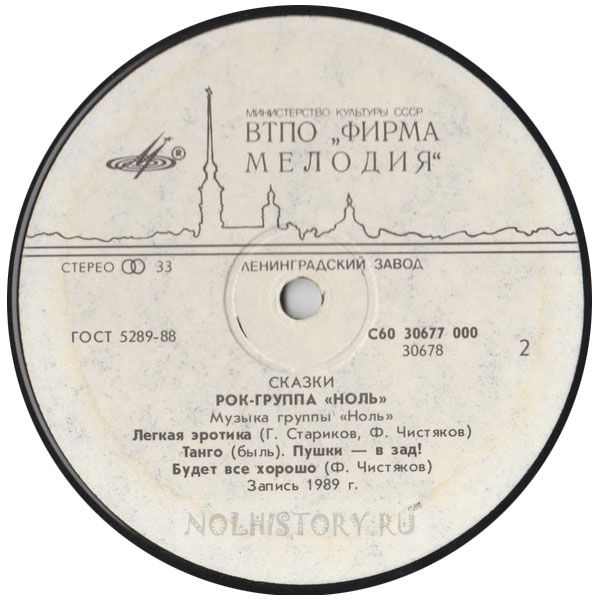 МИНИСТЕРСТВО КУЛЬТУРЫ СССР
ВТПО „ФИРМА
МЕЛОДИЯ“
®
СТЕРЕО 33
ЛЕНИНГРАДСКИЙ ЗАВОД
ГОСТ 5289-88
С60 30677 000
30678
2
СКАЗКИ
РОК-ГРУППА «НОЛЬ»
Музыка группы «Ноль»
Легкая эротика (Г. Стариков, Ф. Чистяков)
Танго (быль). Пушки — в зад!
Будет все хорошо (Ф. Чистяков)
Запись 1989 г.
NOLHISTORY.RU